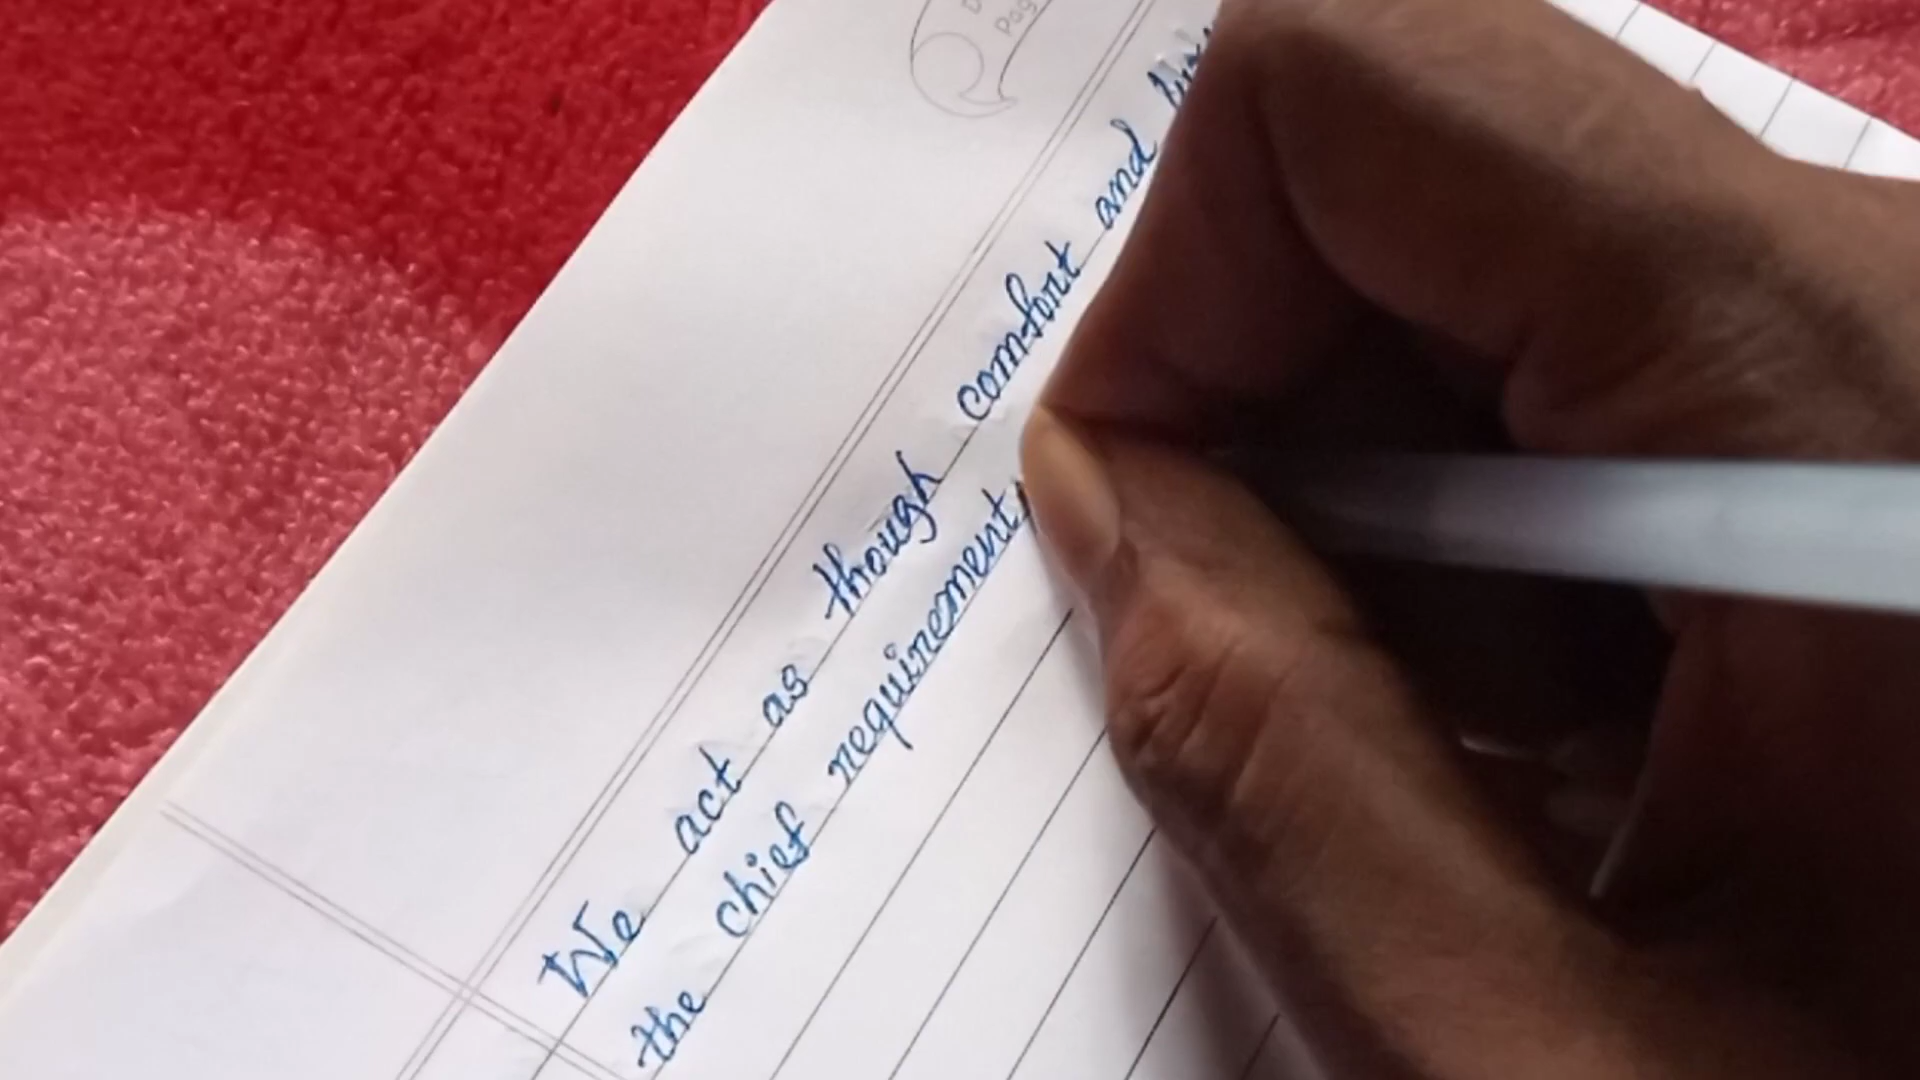 We act as though comfort and
the chief requirement